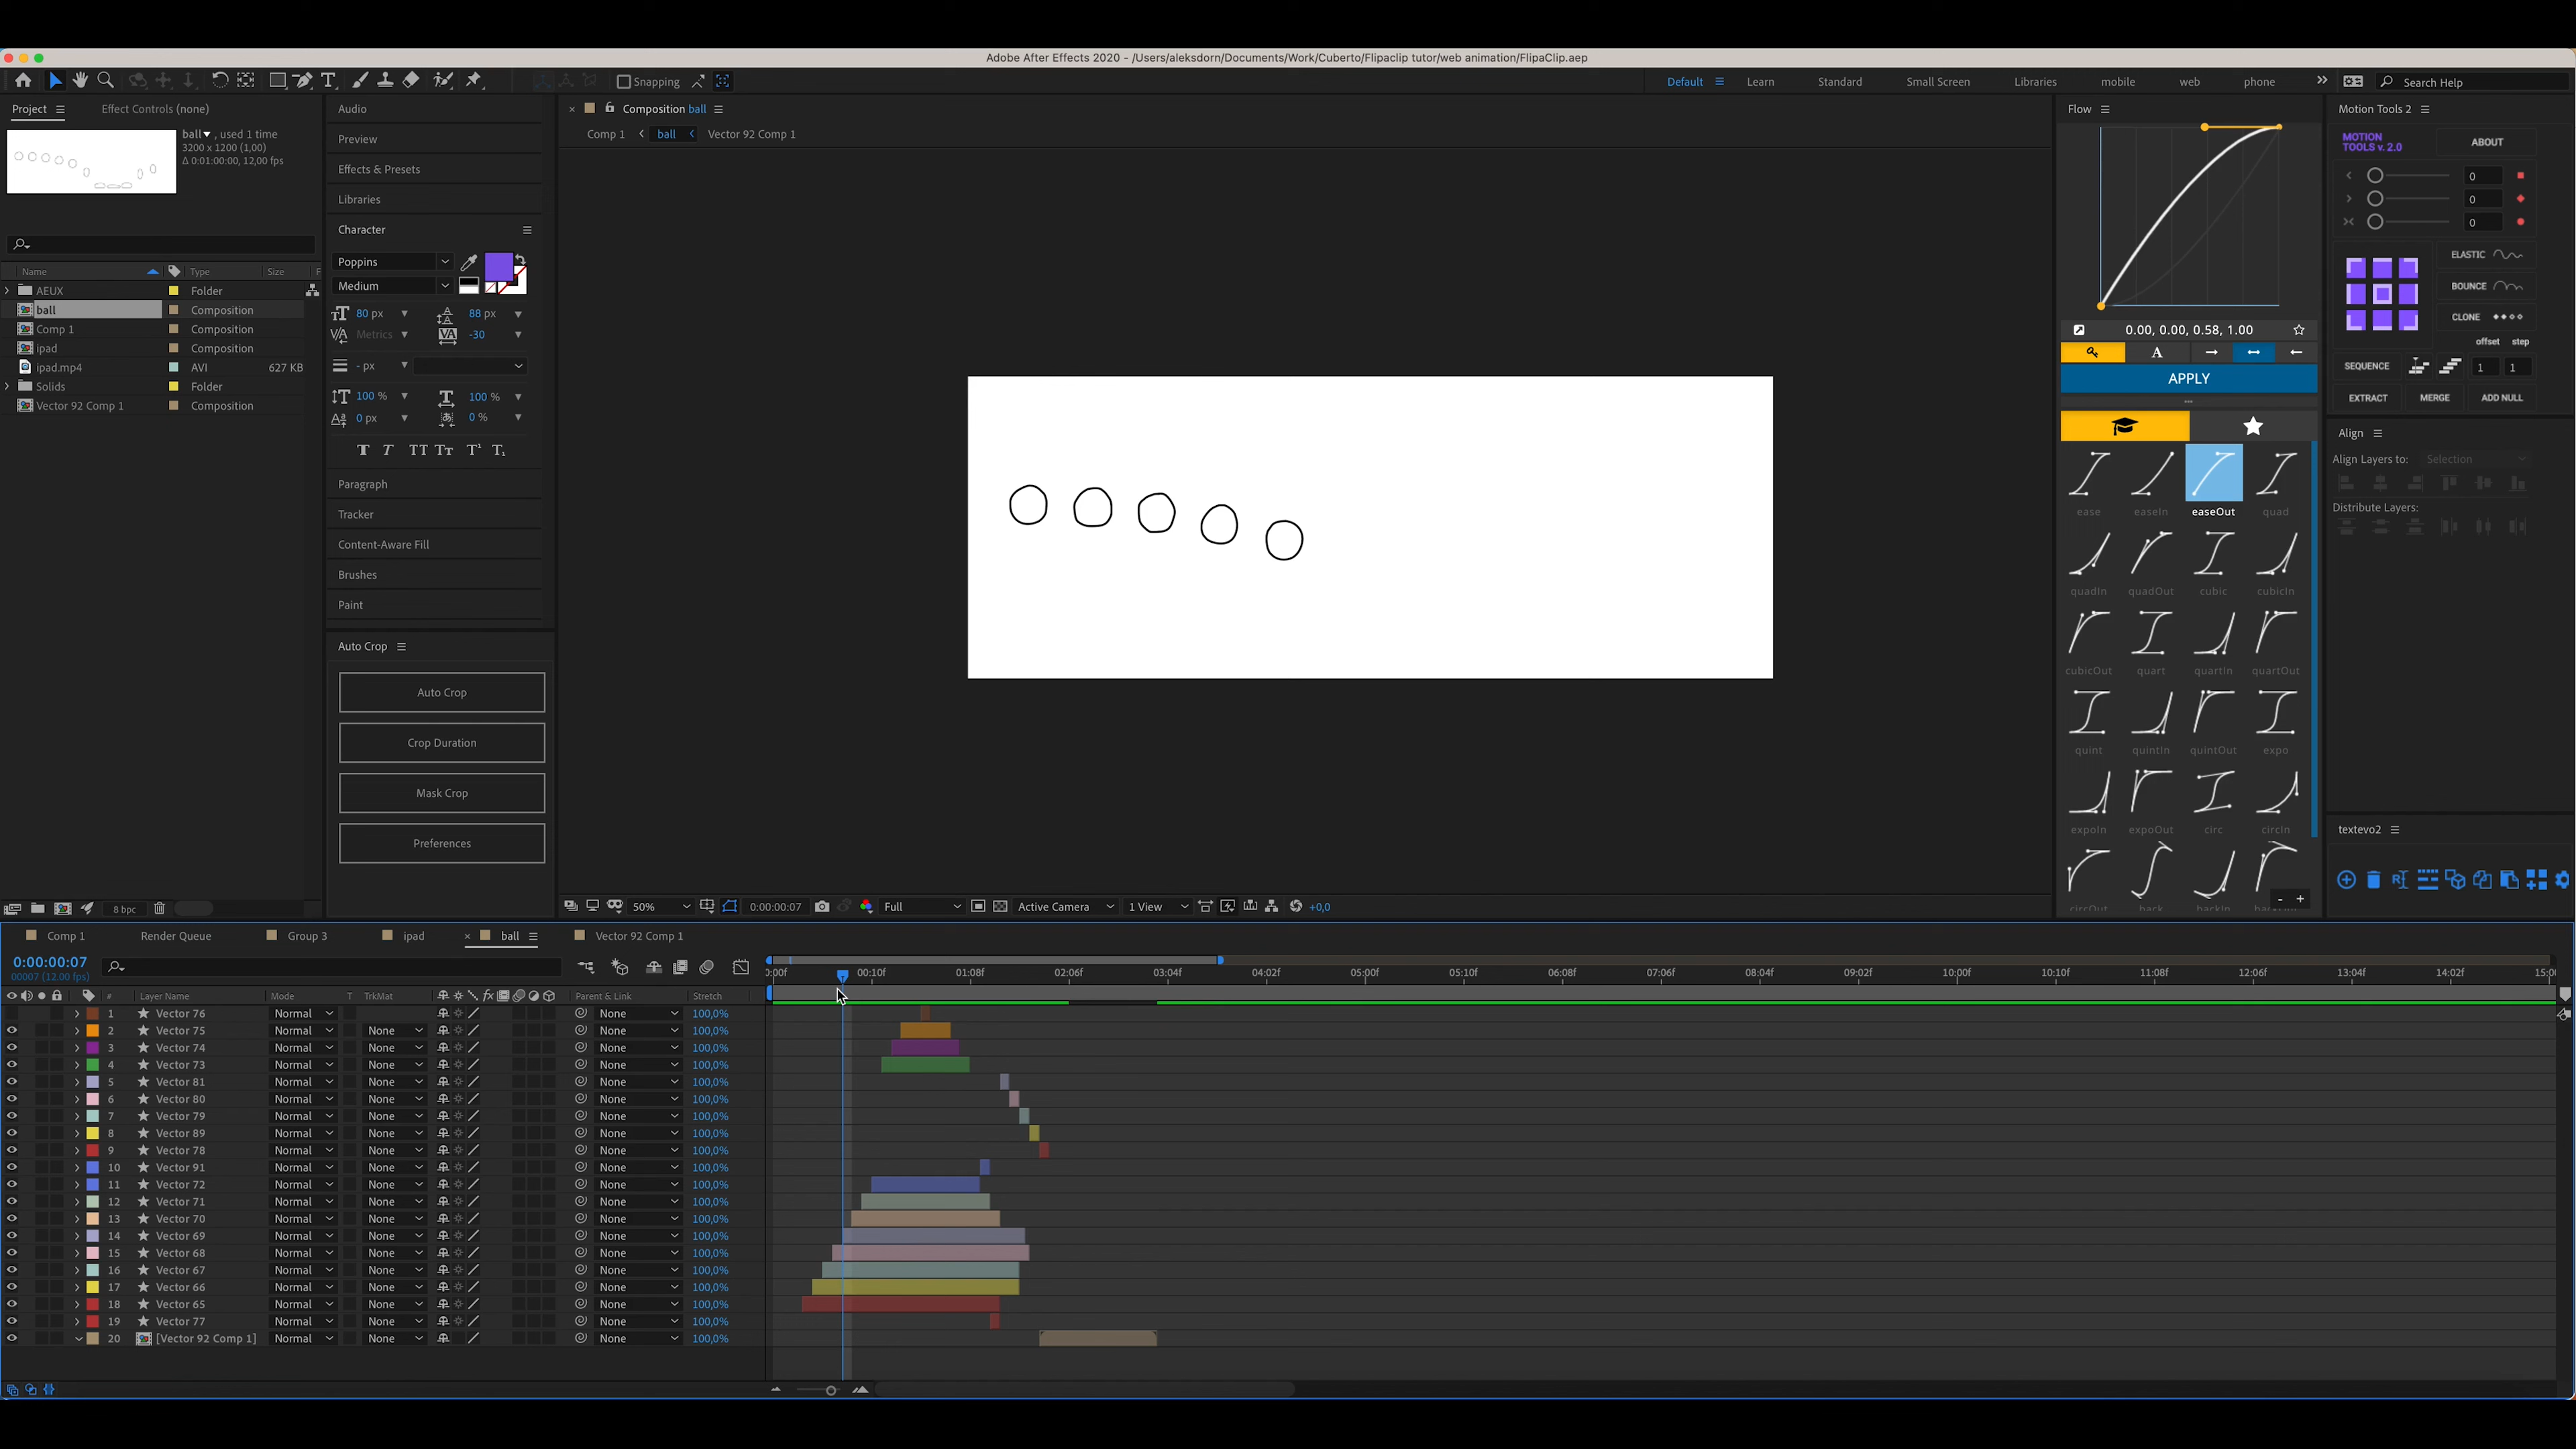 Adobe After Effects 2020 - /Users/aleksdorn/Documents/Work/Cuberto/Flipaclip tutor/web animation/FlipaClip.aep
Snapping
Default
Learn
Standard
Small Screen
Libraries
mobile
web
phone
Search Help
Project
Effect Controls (none)
ball, used 1 time
3200 x 1200 (1,00)
Δ 0:01:00:00, 12,00 fps
Name Type Size F
AEUX Folder
ball Composition
Comp 1 Composition
ipad Composition
ipad.mp4 AVI 627 KB
Solids Folder
Vector 92 Comp 1 Composition
8 bpc
Audio
Preview
Effects & Presets
Libraries
Character
Poppins
Medium
80 px 88 px
Metrics -30
- px
100 % 100 %
0 px 0 %
Paragraph
Tracker
Content-Aware Fill
Brushes
Paint
Auto Crop
Auto Crop
Crop Duration
Mask Crop
Preferences
Composition ball
Comp 1 ball Vector 92 Comp 1
50% 0:00:00:07 Full Active Camera 1 View +0,0
Flow
0.00, 0.00, 0.58, 1.00
A
APPLY
ease easeIn easeOut quad
quadIn quadOut cubic cubicIn
cubicOut quart quartIn quartOut
quint quintIn quintOut expo
expoIn expoOut circ circIn
circOut back backIn
Motion Tools 2
MOTION
TOOLS v. 2.0
ABOUT
0
0
0
ELASTIC
BOUNCE
CLONE
offset step
SEQUENCE 1 1
EXTRACT MERGE ADD NULL
Align
Align Layers to: Selection
Distribute Layers:
textevo2
Comp 1 Render Queue Group 3 ipad ball Vector 92 Comp 1
0:00:00:07
00007 (12.00 fps)
0:00f 00:10f 01:08f 02:06f 03:04f 04:02f 05:00f 05:10f 06:08f 07:06f 08:04f 09:02f 10:00f 10:10f 11:08f 12:06f 13:04f 14:02f 15:0
# Layer Name Mode T TrkMat Parent & Link Stretch
1 Vector 76 Normal None 100,0%
2 Vector 75 Normal None None 100,0%
3 Vector 74 Normal None None 100,0%
4 Vector 73 Normal None None 100,0%
5 Vector 81 Normal None None 100,0%
6 Vector 80 Normal None None 100,0%
7 Vector 79 Normal None None 100,0%
8 Vector 89 Normal None None 100,0%
9 Vector 78 Normal None None 100,0%
10 Vector 91 Normal None None 100,0%
11 Vector 72 Normal None None 100,0%
12 Vector 71 Normal None None 100,0%
13 Vector 70 Normal None None 100,0%
14 Vector 69 Normal None None 100,0%
15 Vector 68 Normal None None 100,0%
16 Vector 67 Normal None None 100,0%
17 Vector 66 Normal None None 100,0%
18 Vector 65 Normal None None 100,0%
19 Vector 77 Normal None None 100,0%
20 [Vector 92 Comp 1] Normal None None 100,0%